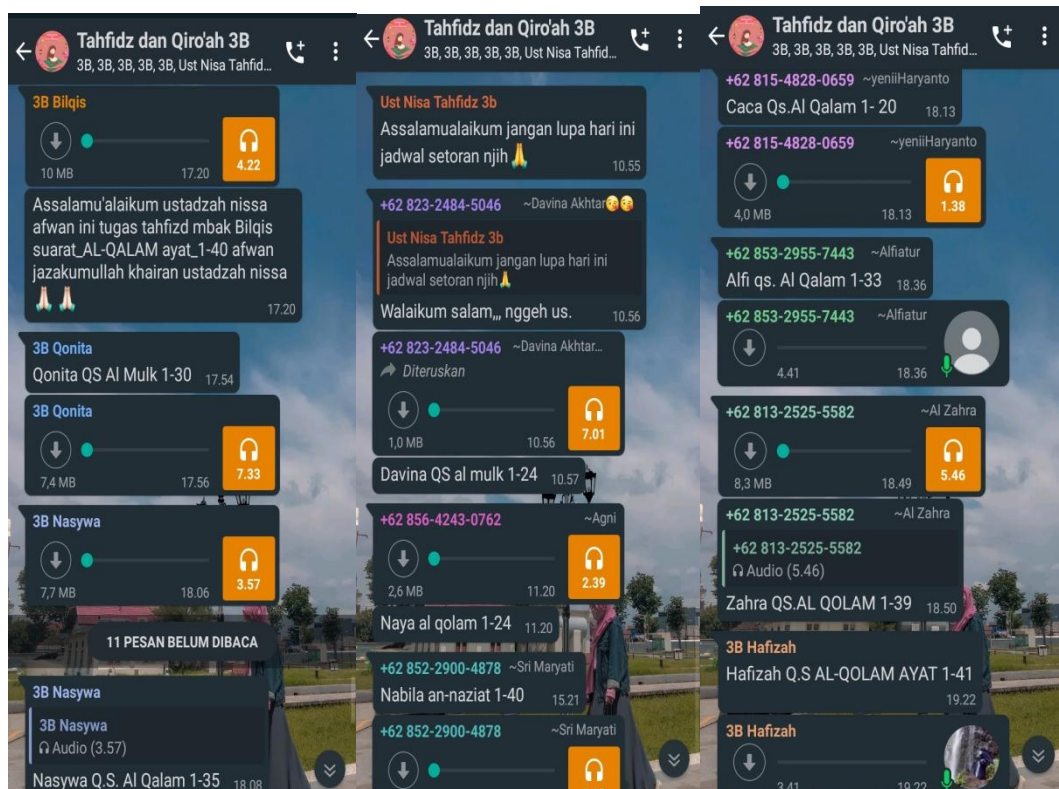 Tahfidz dan Qiro'ah 3B
3B, 3B, 3B, 3B, 3B, Ust Nisa Tahfid...
3B Bilqis
4.22
10 MB
17.20
Assalamu'alaikum ustadzah nissa
afwan ini tugas tahfizd mbak Bilqis
suarat_AL-QALAM ayat_1-40 afwan
jazakumullah khairan ustadzah nissa
🙏🙏
17.20
3B Qonita
Qonita QS Al Mulk 1-30 17.54
3B Qonita
7.33
7,4 MB
17.56
3B Nasywa
3.57
7,7 MB
18.06
11 PESAN BELUM DIBACA
3B Nasywa
3B Nasywa
Audio (3.57)
Nasywa Q.S. Al Qalam 1-35 18.08
Tahfidz dan Qiro'ah 3B
3B, 3B, 3B, 3B, 3B, Ust Nisa Tahfid...
Ust Nisa Tahfidz 3b
Assalamualaikum jangan lupa hari ini
jadwal setoran njih🙏
10.55
+62 823-2484-5046 ~Davina Akhtar😘😘
Ust Nisa Tahfidz 3b
Assalamualaikum jangan lupa hari ini
jadwal setoran njih🙏
Walaikum salam,,, nggeh us. 10.56
+62 823-2484-5046 ~Davina Akhtar...
Diteruskan
7.01
1,0 MB
10.56
Davina QS al mulk 1-24 10.57
+62 856-4243-0762 ~Agni
2.39
2,6 MB
11.20
Naya al qolam 1-24 11.20
+62 852-2900-4878 ~Sri Maryati
Nabila an-naziat 1-40 15.21
+62 852-2900-4878 ~Sri Maryati
Tahfidz dan Qiro'ah 3B
3B, 3B, 3B, 3B, 3B, Ust Nisa Tahfid...
+62 815-4828-0659 ~yeniiHaryanto
Caca Qs.Al Qalam 1- 20 18.13
+62 815-4828-0659 ~yeniiHaryanto
1.38
4,0 MB
18.13
+62 853-2955-7443 ~Alfiatur
Alfi qs. Al Qalam 1-33 18.36
+62 853-2955-7443 ~Alfiatur
4.41
18.36
+62 813-2525-5582 ~Al Zahra
5.46
8,3 MB
18.49
+62 813-2525-5582 ~Al Zahra
+62 813-2525-5582
Audio (5.46)
Zahra QS.AL QOLAM 1-39 18.50
3B Hafizah
Hafizah Q.S AL-QOLAM AYAT 1-41
19.22
3B Hafizah
3.41
19.22